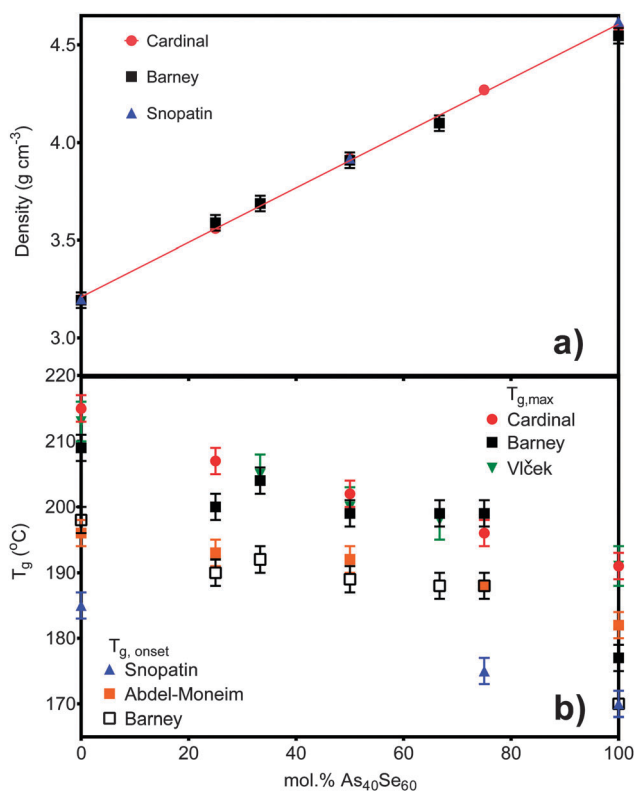 a)
Cardinal
Barney
Snopatin
Density (g cm-3)
4.5
4.0
3.5
3.0
b)
220
210
200
190
180
170
Tg (oC)
Tg,max
Cardinal
Barney
Vlček
Tg, onset
Snopatin
Abdel-Moneim
Barney
0 20 40 60 80 100
mol.% As40Se60